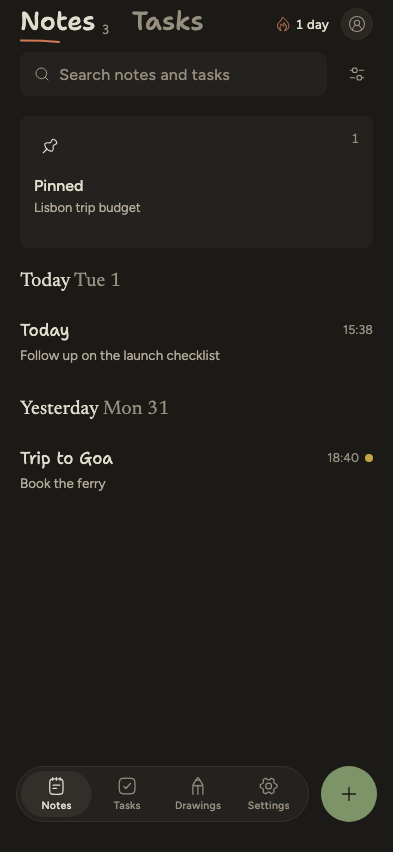 Notes 3 Tasks 1 day
Search notes and tasks
1
Pinned
Lisbon trip budget
Today Tue 1
Today 15:38
Follow up on the launch checklist
Yesterday Mon 31
Trip to Goa 18:40
Book the ferry
Notes Tasks Drawings Settings